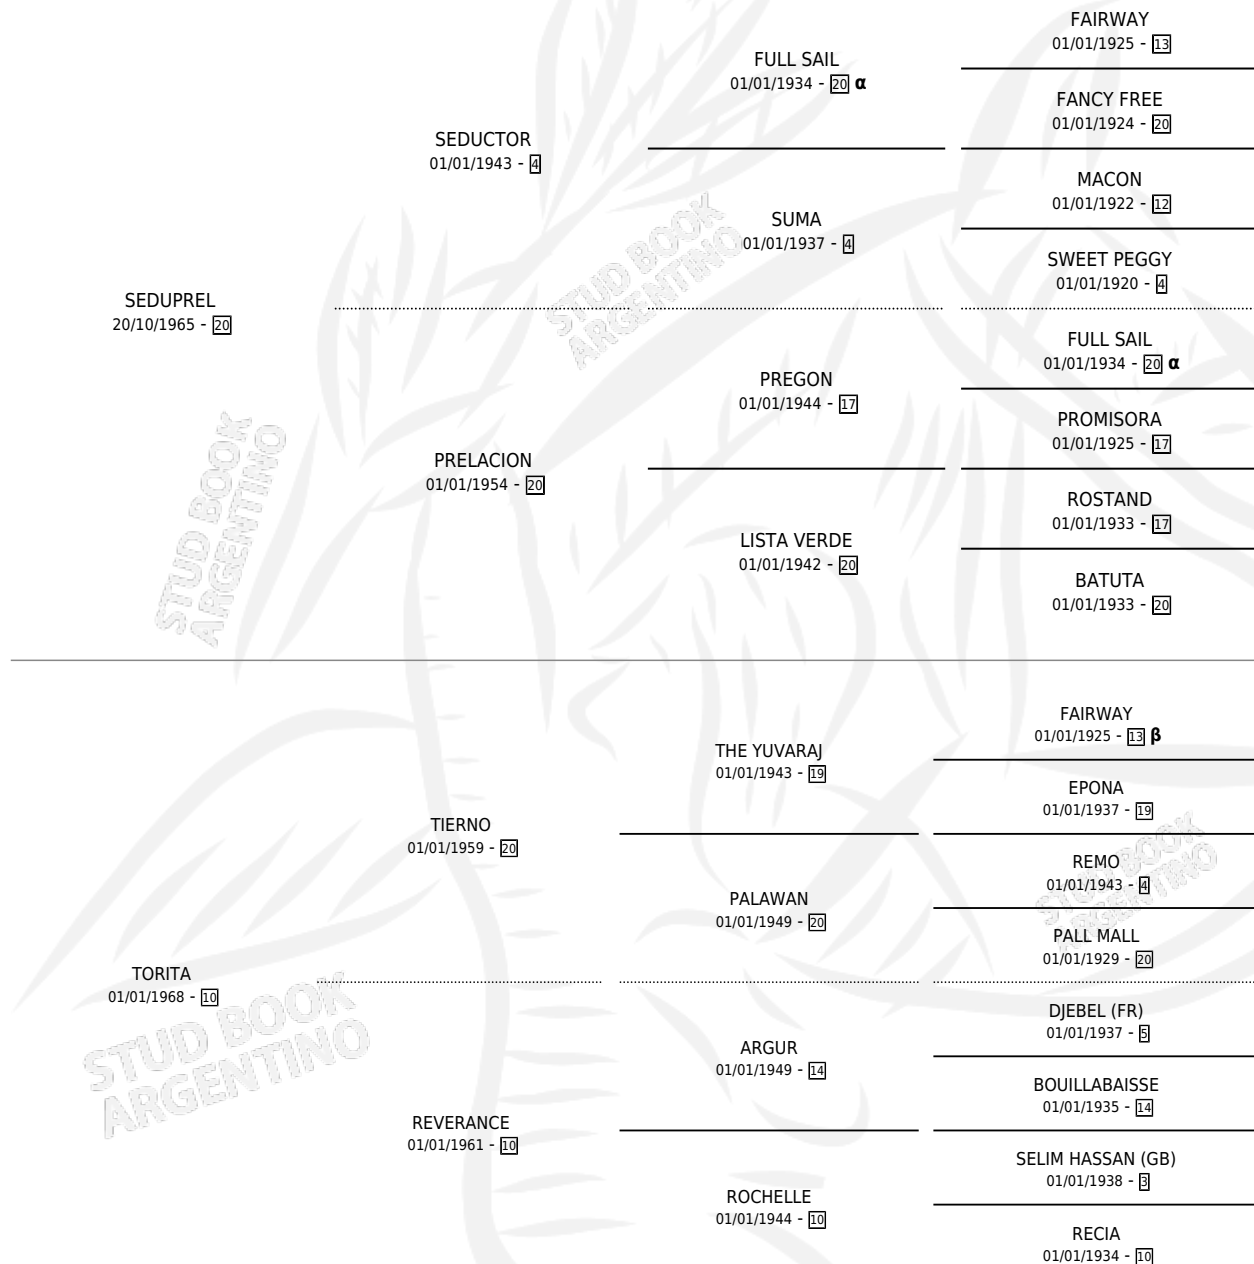 SEDUPREL
20/10/1965 - 20
SEDUCTOR
01/01/1943 - 4
PRELACION
01/01/1954 - 20
FULL SAIL
01/01/1934 - 20 α
SUMA
01/01/1937 - 4
PREGON
01/01/1944 - 17
LISTA VERDE
01/01/1942 - 20
FAIRWAY
01/01/1925 - 13
FANCY FREE
01/01/1924 - 20
MACON
01/01/1922 - 12
SWEET PEGGY
01/01/1920 - 4
FULL SAIL
01/01/1934 - 20 α
PROMISORA
01/01/1925 - 17
ROSTAND
01/01/1933 - 17
BATUTA
01/01/1933 - 20
STUD BOOK
ARGENTINO
STUD BOOK
ARGENTINO
TORITA
01/01/1968 - 10
TIERNO
01/01/1959 - 20
REVERANCE
01/01/1961 - 10
THE YUVARAJ
01/01/1943 - 19
PALAWAN
01/01/1949 - 20
ARGUR
01/01/1949 - 14
ROCHELLE
01/01/1944 - 10
FAIRWAY
01/01/1925 - 13 β
EPONA
01/01/1937 - 19
REMO
01/01/1943 - 4
PALL MALL
01/01/1929 - 20
DJEBEL (FR)
01/01/1937 - 5
BOUILLABAISSE
01/01/1935 - 14
SELIM HASSAN (GB)
01/01/1938 - 3
RECIA
01/01/1934 - 10
STUD BOOK
ARGENTINO
STUD BOOK
ARGENTINO